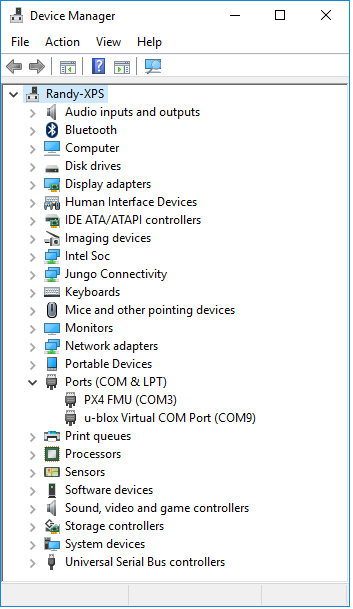 Device Manager
File Action View Help
Randy-XPS
Audio inputs and outputs
Bluetooth
Computer
Disk drives
Display adapters
Human Interface Devices
IDE ATA/ATAPI controllers
Imaging devices
Intel Soc
Jungo Connectivity
Keyboards
Mice and other pointing devices
Monitors
Network adapters
Portable Devices
Ports (COM & LPT)
PX4 FMU (COM3)
u-blox Virtual COM Port (COM9)
Print queues
Processors
Sensors
Software devices
Sound, video and game controllers
Storage controllers
System devices
Universal Serial Bus controllers